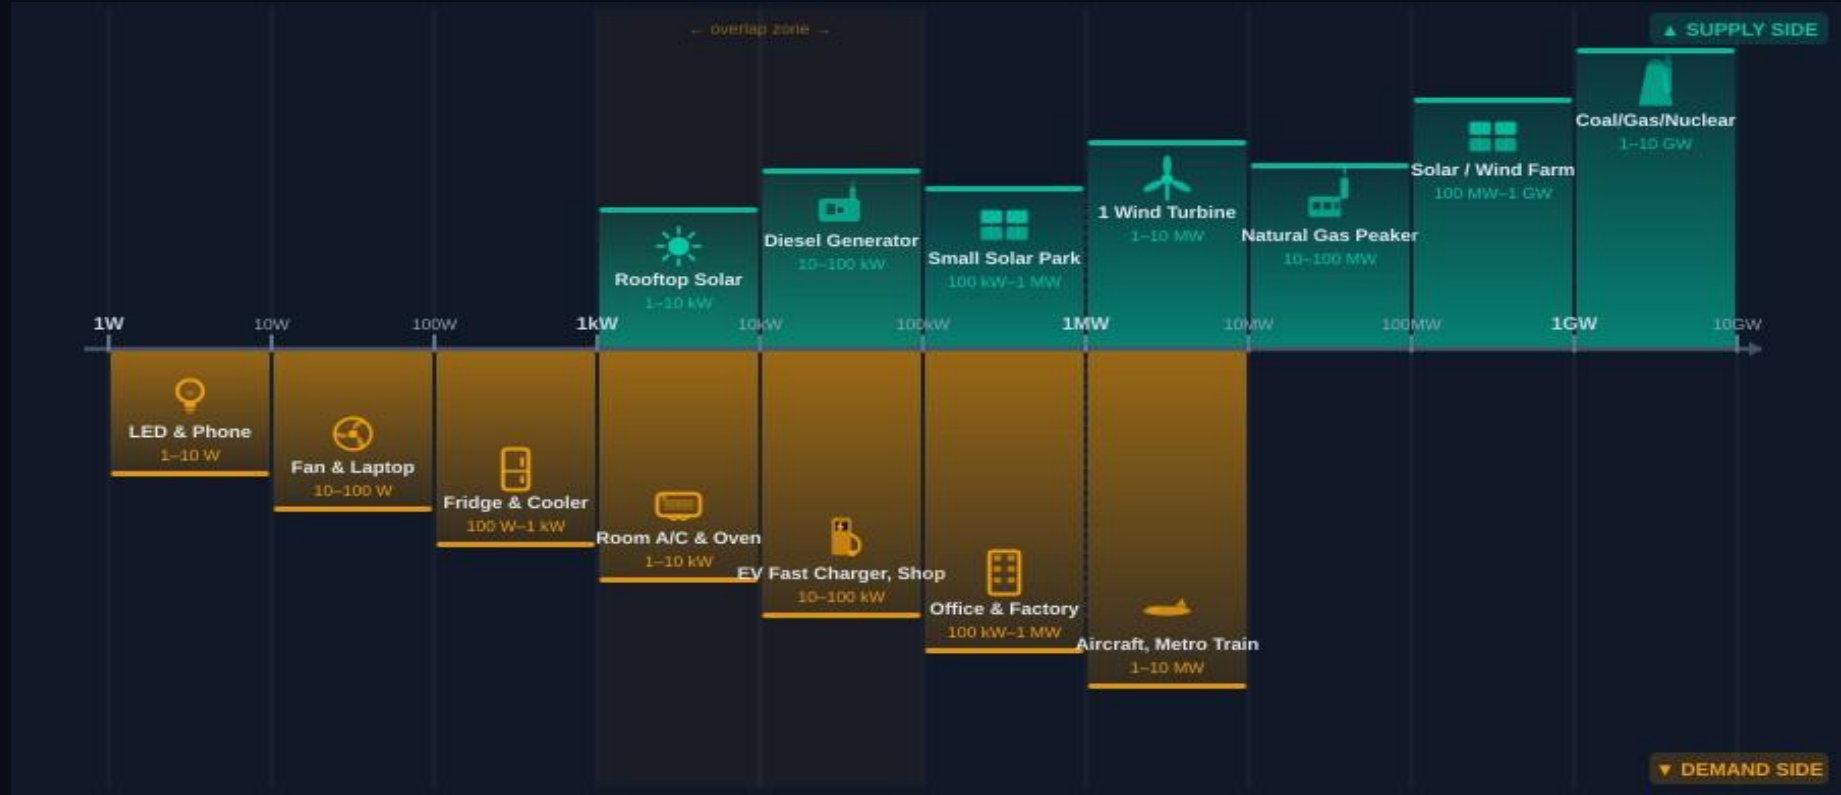 ← overlap zone →
▲ SUPPLY SIDE
Coal/Gas/Nuclear
1–10 GW
Solar / Wind Farm
100 MW–1 GW
1 Wind Turbine
1–10 MW
Natural Gas Peaker
10–100 MW
Diesel Generator
10–100 kW
Small Solar Park
100 kW–1 MW
Rooftop Solar
1–10 kW
1W 10W 100W 1kW 10kW 100kW 1MW 10MW 100MW 1GW 10GW
LED & Phone
1–10 W
Fan & Laptop
10–100 W
Fridge & Cooler
100 W–1 kW
Room A/C & Oven
1–10 kW
EV Fast Charger, Shop
10–100 kW
Office & Factory
100 kW–1 MW
Aircraft, Metro Train
1–10 MW
▼ DEMAND SIDE